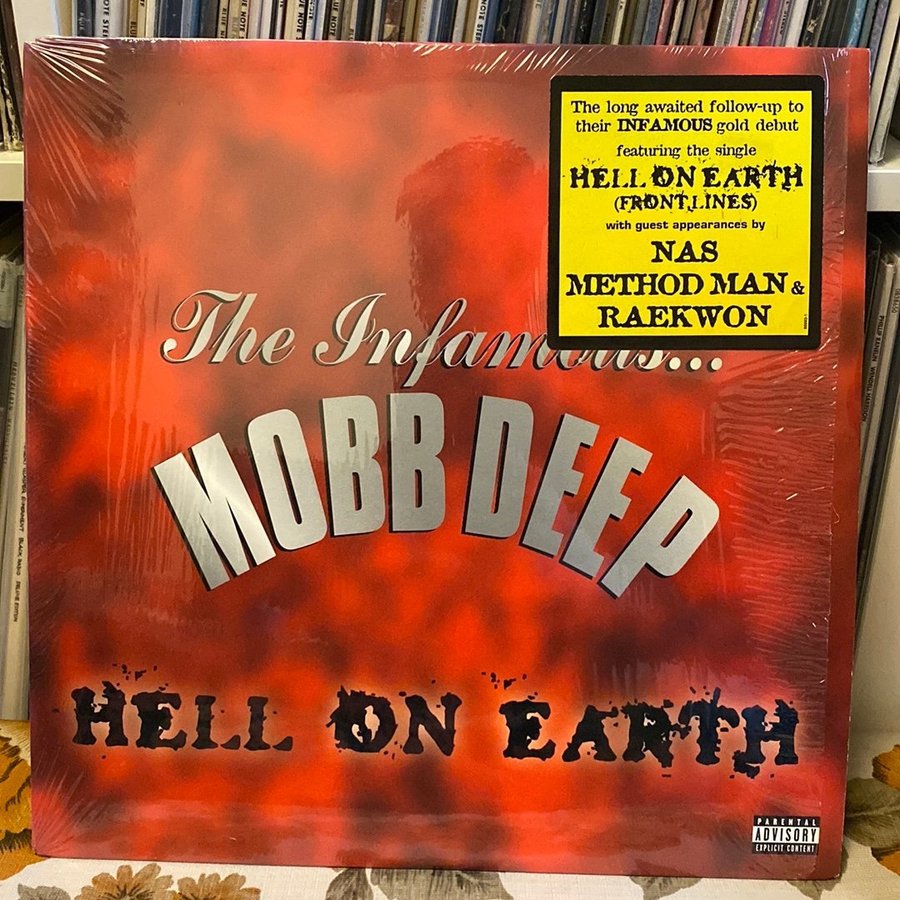 The long awaited follow-up to
their INFAMOUS gold debut
featuring the single
HELL ON EARTH
(FRONT LINES)
with guest appearances by
NAS
METHOD MAN &
RAEKWON
The Infamous...
MOBB DEEP
HELL ON EARTH
PARENTAL
ADVISORY
EXPLICIT CONTENT